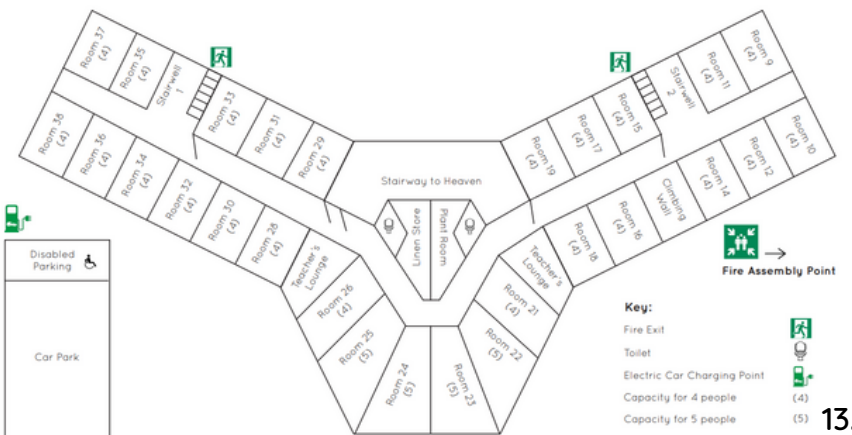 Room 37
(4)
Room 35
(4)
Stairwell
1
Room 33
(4)
Room 31
(4)
Room 29
(4)
Room 38
(4)
Room 36
(4)
Room 34
(4)
Room 32
(4)
Room 30
(4)
Room 28
(4)
Teacher's
Lounge
Room 26
(4)
Room 25
(5)
Room 24
(5)
Room 23
(5)
Room 22
(5)
Room 21
(4)
Teacher's
Lounge
Stairway to Heaven
Linen Store
Plant Room
Room 19
(4)
Room 17
(4)
Room 15
(4)
Stairwell
2
Room 11
(4)
Room 9
(4)
Room 18
(4)
Room 16
(4)
Climbing
Wall
Room 14
(4)
Room 12
(4)
Room 10
(4)
Disabled
Parking
Car Park
Fire Assembly Point
Key:
Fire Exit
Toilet
Electric Car Charging Point
Capacity for 4 people (4)
Capacity for 5 people (5)
13.